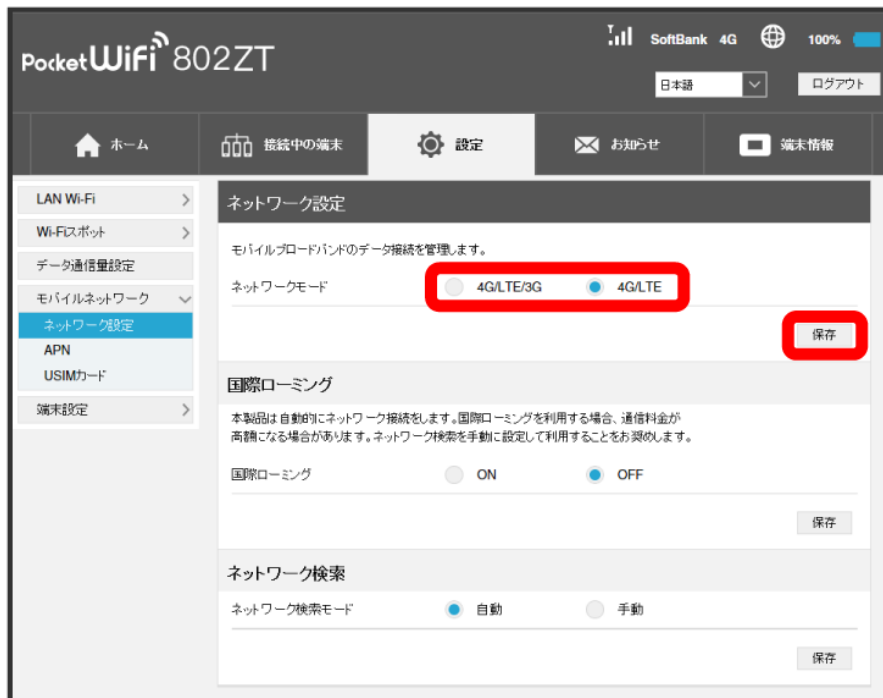 Pocket WiFi 802ZT
SoftBank 4G 100%
日本語 ログアウト
ホーム 接続中の端末 設定 お知らせ 端末情報
LAN Wi-Fi
Wi-Fiスポット
データ通信量設定
モバイルネットワーク
ネットワーク設定
APN
USIMカード
端末設定
ネットワーク設定
モバイルブロードバンドのデータ接続を管理します。
ネットワークモード 4G/LTE/3G 4G/LTE
保存
国際ローミング
本製品は自動的にネットワーク接続をします。国際ローミングを利用する場合、通信料金が
高額になる場合があります。ネットワーク検索を手動に設定して利用することをお奨めします。
国際ローミング ON OFF
保存
ネットワーク検索
ネットワーク検索モード 自動 手動
保存